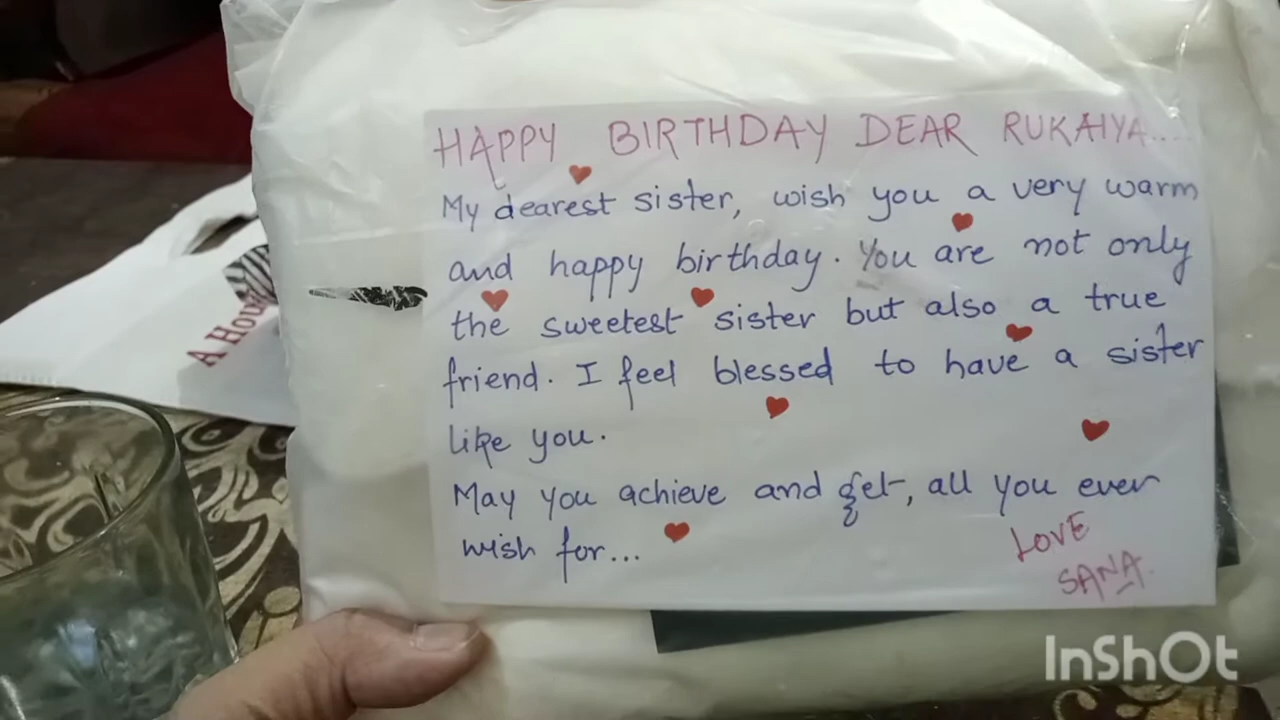 HAPPY BIRTHDAY DEAR RUKAIYA....
My dearest sister, wish you a very warm
and happy birthday. You are not only
the sweetest sister but also a true
friend. I feel blessed to have a sister
like you.
May you achieve and get, all you ever
wish for...
LOVE
SANA.
A Hou
InShOt